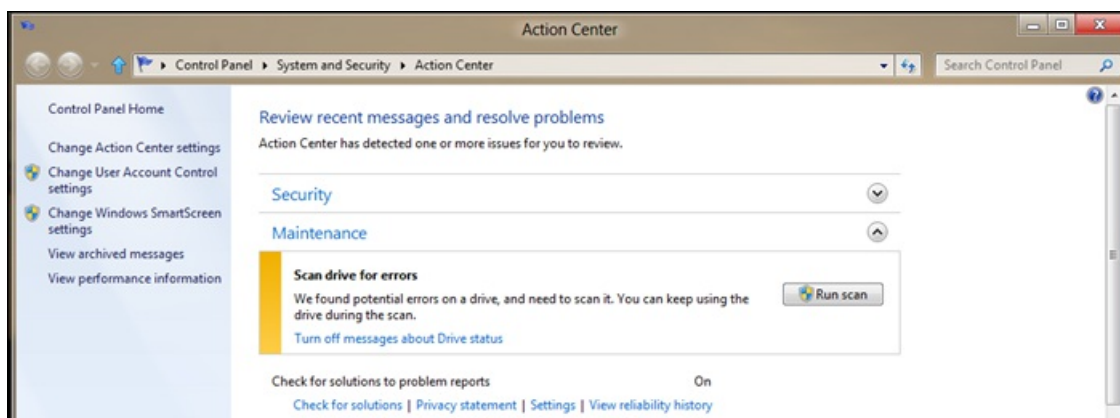 Action Center
Control Panel ▸ System and Security ▸ Action Center
Search Control Panel
Control Panel Home
Change Action Center settings
Change User Account Control
settings
Change Windows SmartScreen
settings
View archived messages
View performance information
Review recent messages and resolve problems
Action Center has detected one or more issues for you to review.
Security
Maintenance
Scan drive for errors
We found potential errors on a drive, and need to scan it. You can keep using the
drive during the scan.
Run scan
Turn off messages about Drive status
Check for solutions to problem reports On
Check for solutions | Privacy statement | Settings | View reliability history